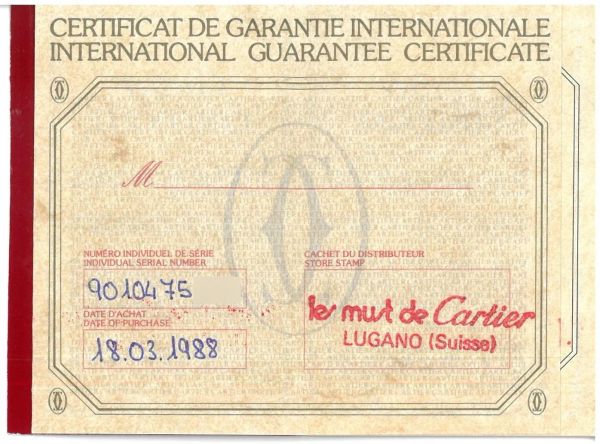 CERTIFICAT DE GARANTIE INTERNATIONALE
INTERNATIONAL GUARANTEE CERTIFICATE
M
NUMÉRO INDIVIDUEL DE SÉRIE
INDIVIDUAL SERIAL NUMBER
9010475
DATE D'ACHAT
DATE OF PURCHASE
18.03.1988
CACHET DU DISTRIBUTEUR
STORE STAMP
les must de Cartier
LUGANO (Suisse)